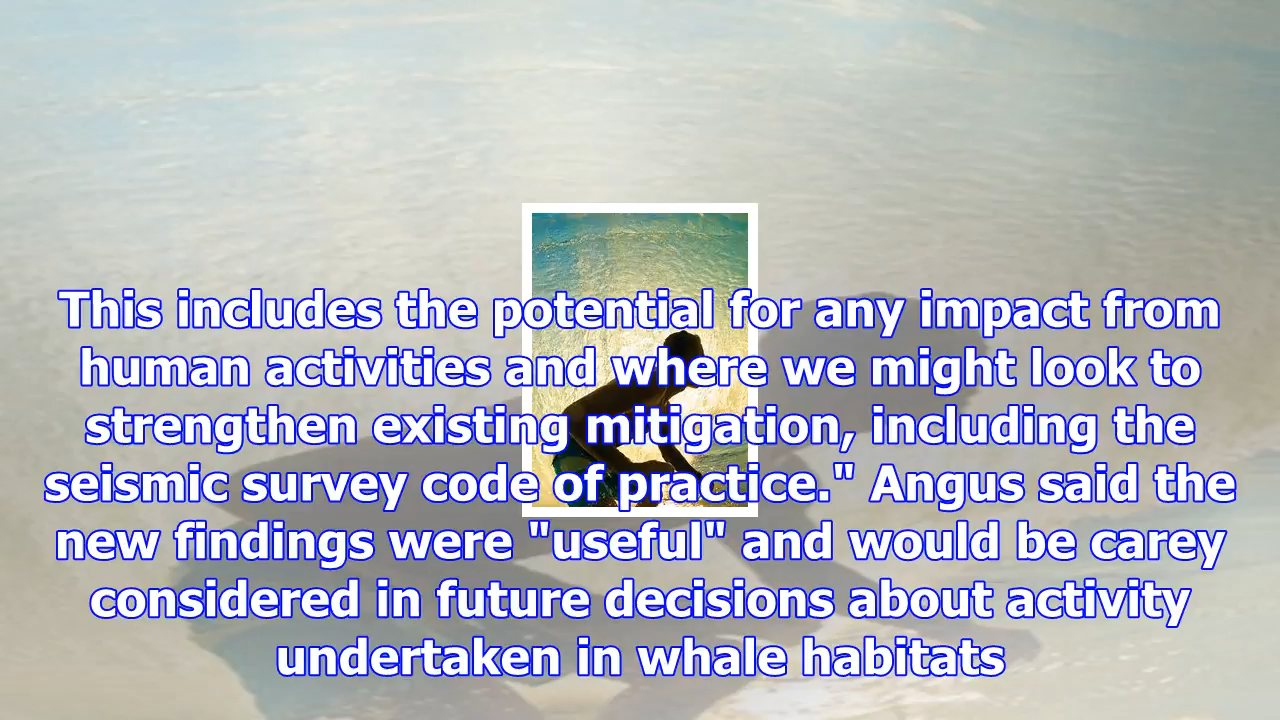 This includes the potential for any impact from
human activities and where we might look to
strengthen existing mitigation, including the
seismic survey code of practice." Angus said the
new findings were "useful" and would be carey
considered in future decisions about activity
undertaken in whale habitats